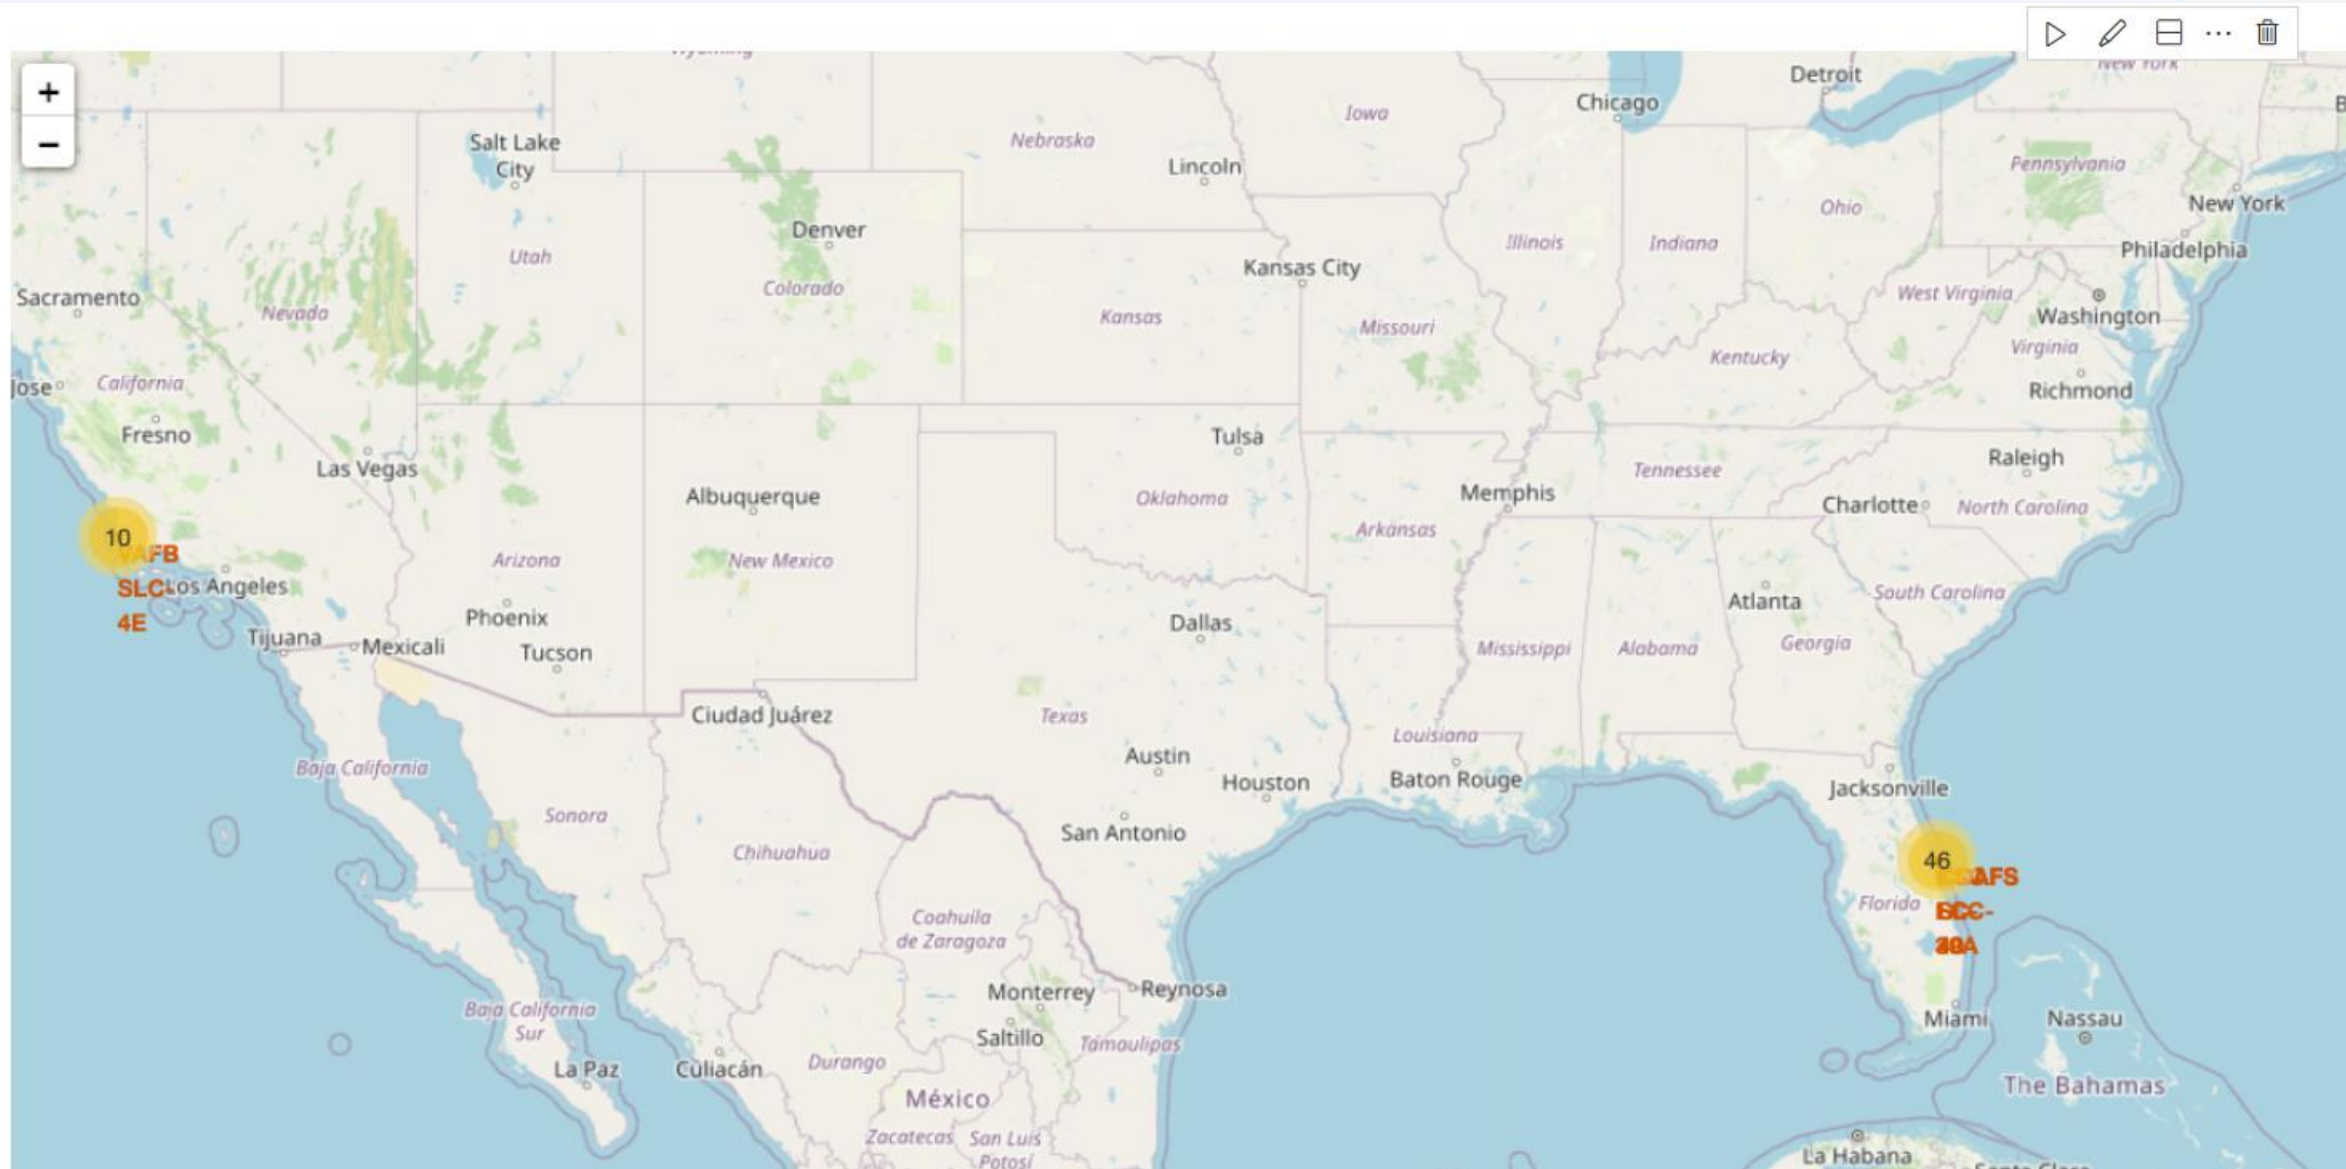 Wyoming
New York
+
−
Detroit
Chicago
Iowa
Salt Lake
City
Nebraska
Lincoln
Pennsylvania
New York
Ohio
Denver
Illinois
Indiana
Philadelphia
Utah
Kansas City
Colorado
West Virginia
Sacramento
Nevada
Kansas
Missouri
Washington
Virginia
Kentucky
Jose
California
Richmond
Fresno
Tulsa
Las Vegas
Raleigh
Tennessee
Albuquerque
Oklahoma
Memphis
Charlotte
North Carolina
Arkansas
10
VAFB
SLC-
4E
Los Angeles
Arizona
New Mexico
South Carolina
Atlanta
Phoenix
Dallas
Tijuana
Mexicali
Tucson
Mississippi
Alabama
Georgia
Ciudad Juárez
Texas
Louisiana
Austin
Baja California
Houston
Baton Rouge
Jacksonville
Sonora
San Antonio
Chihuahua
46
Florida
Coahuila
de Zaragoza
Monterrey
Reynosa
Baja California
Sur
Saltillo
Tamaulipas
Miami
Nassau
La Paz
Culiacán
Durango
The Bahamas
México
Zacatecas
San Luis
Potosí
La Habana
Santa Clara